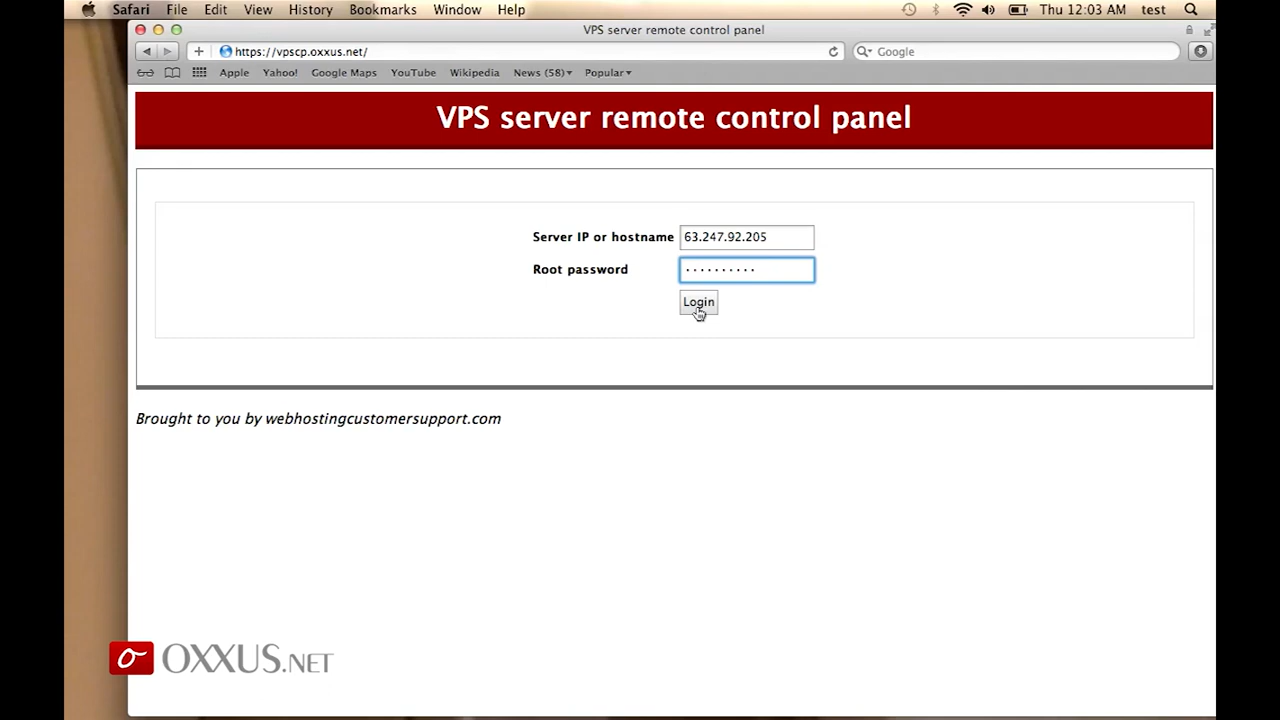 Safari File Edit View History Bookmarks Window Help Thu 12:03 AM test
VPS server remote control panel
https://vpscp.oxxus.net/ Google
Apple Yahoo! Google Maps YouTube Wikipedia News (58) Popular
VPS server remote control panel
Server IP or hostname 63.247.92.205
Root password ··········
Login
Brought to you by webhostingcustomersupport.com
OXXUS.NET